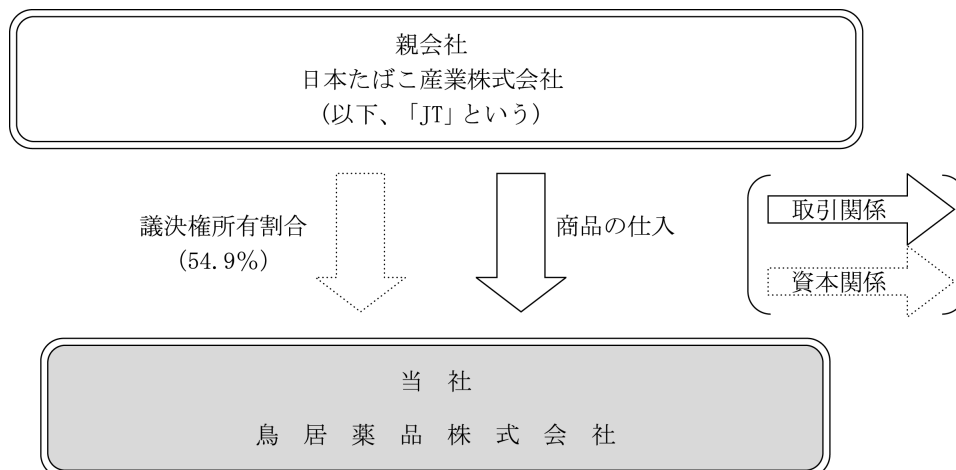 親会社
日本たばこ産業株式会社
(以下、「JT」という)
議決権所有割合
(54.9%)
商品の仕入
取引関係
資本関係
当 社
鳥 居 薬 品 株 式 会 社